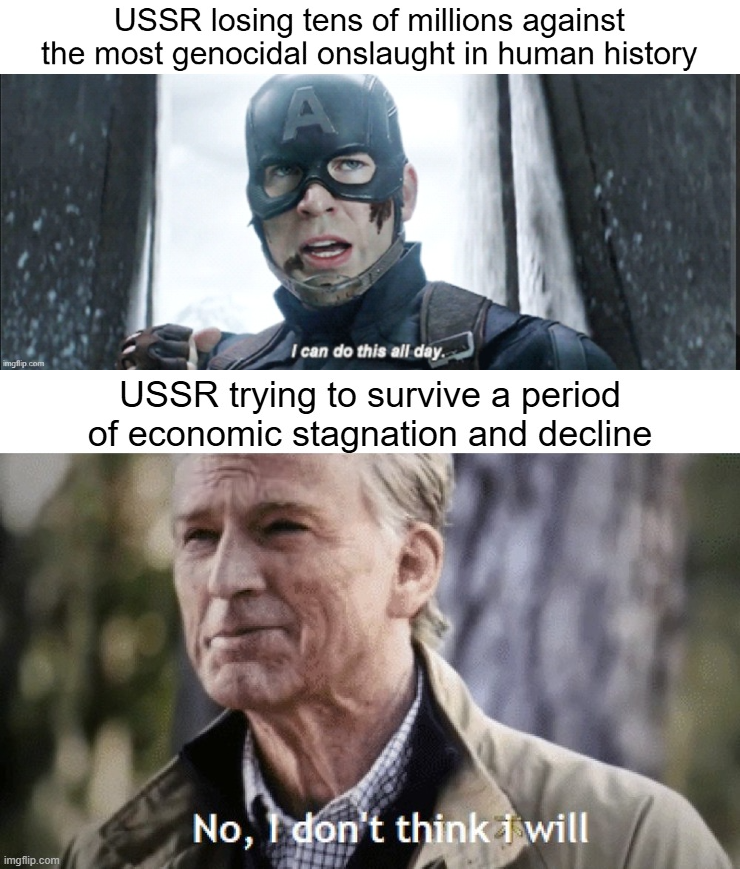 USSR losing tens of millions against
the most genocidal onslaught in human history
A
I can do this all day.
imgflip.com
USSR trying to survive a period
of economic stagnation and decline
No, I don't think i will
imgflip.com